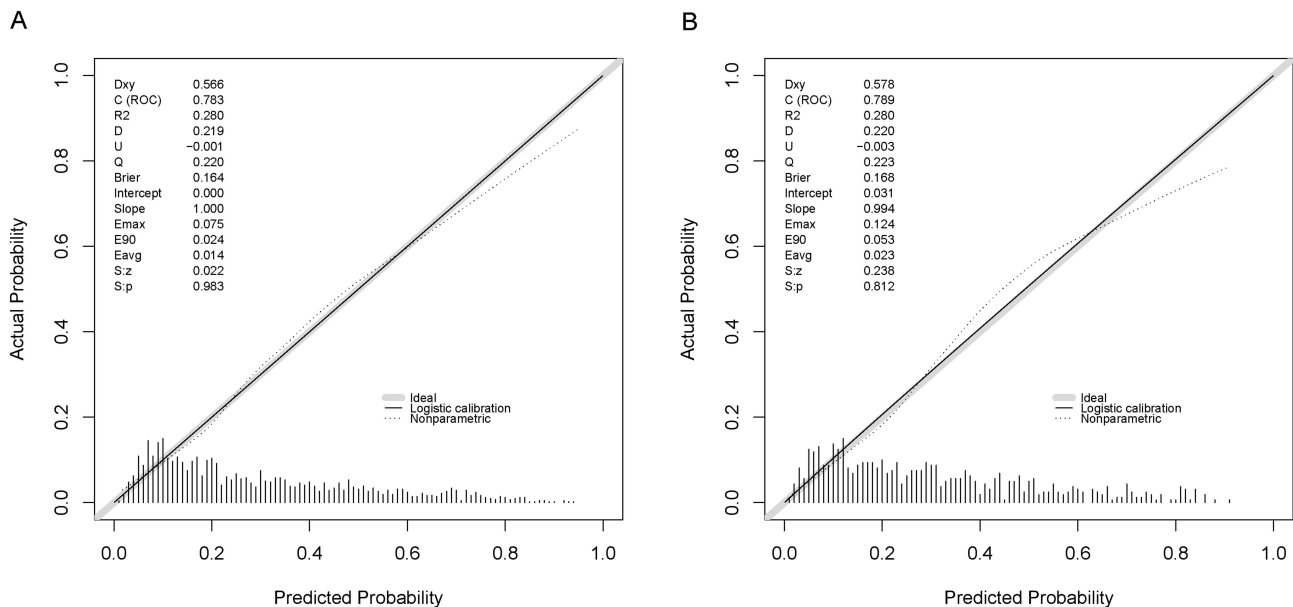 A
Actual Probability
1.0
0.8
0.6
0.4
0.2
0.0
Dxy 0.566
C (ROC) 0.783
R2 0.280
D 0.219
U −0.001
Q 0.220
Brier 0.164
Intercept 0.000
Slope 1.000
Emax 0.075
E90 0.024
Eavg 0.014
S:z 0.022
S:p 0.983
Ideal
Logistic calibration
Nonparametric
0.0 0.2 0.4 0.6 0.8 1.0
Predicted Probability
B
Actual Probability
1.0
0.8
0.6
0.4
0.2
0.0
Dxy 0.578
C (ROC) 0.789
R2 0.280
D 0.220
U −0.003
Q 0.223
Brier 0.168
Intercept 0.031
Slope 0.994
Emax 0.124
E90 0.053
Eavg 0.023
S:z 0.238
S:p 0.812
Ideal
Logistic calibration
Nonparametric
0.0 0.2 0.4 0.6 0.8 1.0
Predicted Probability